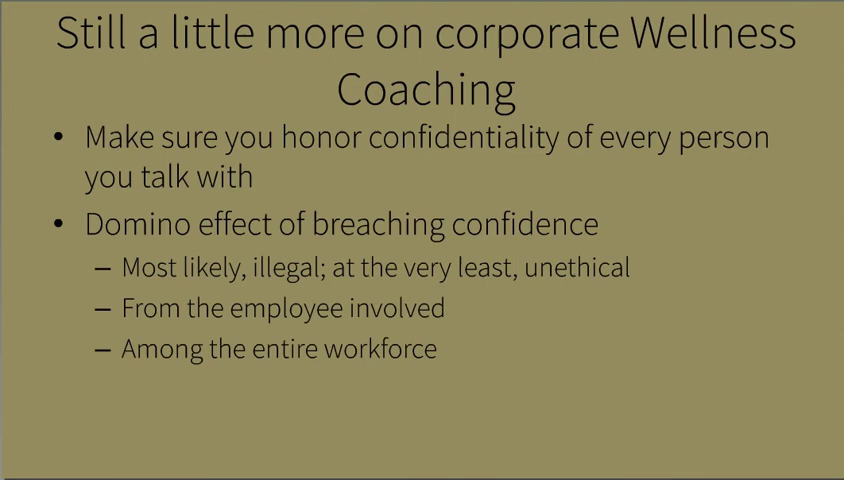 Still a little more on corporate Wellness
Coaching
• Make sure you honor confidentiality of every person
you talk with
• Domino effect of breaching confidence
– Most likely, illegal; at the very least, unethical
– From the employee involved
– Among the entire workforce